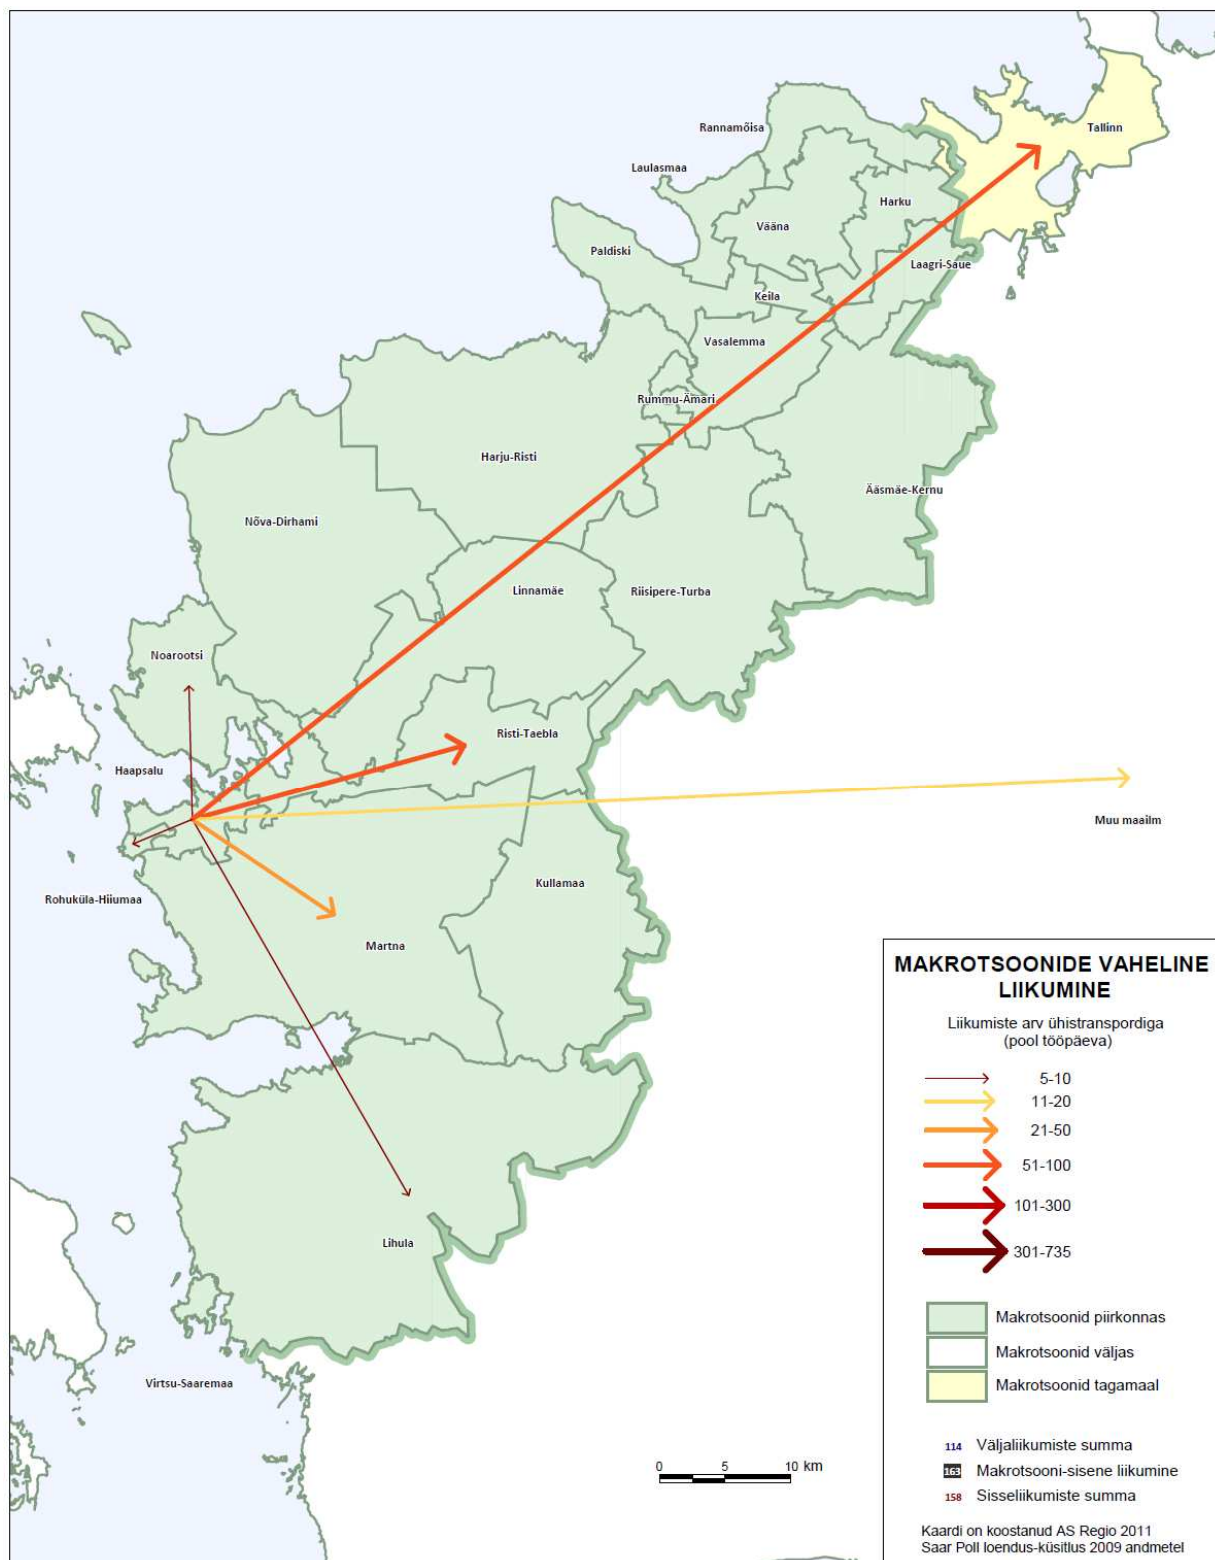 Tallinn
Rannamõisa
Laulasmaa
Harku
Vääna
Paldiski
Laagri-Saue
Keila
Vasalemma
Rummu-Ämari
Harju-Risti
Ääsmäe-Kernu
Nõva-Dirhami
Linnamäe
Riisipere-Turba
Noarootsi
Risti-Taebla
Haapsalu
Muu maailm
Kullamaa
Rohuküla-Hiiumaa
Martna
Lihula
Virtsu-Saaremaa
0 5 10 km
MAKROTSOONIDE VAHELINE
LIIKUMINE
Liikumiste arv ühistranspordiga
(pool tööpäeva)
5-10
11-20
21-50
51-100
101-300
301-735
Makrotsoonid piirkonnas
Makrotsoonid väljas
Makrotsoonid tagamaal
114 Väljaliikumiste summa
163 Makrotsooni-sisene liikumine
158 Sisseliikumiste summa
Kaardi on koostanud AS Regio 2011
Saar Poll loendus-küsitlus 2009 andmetel